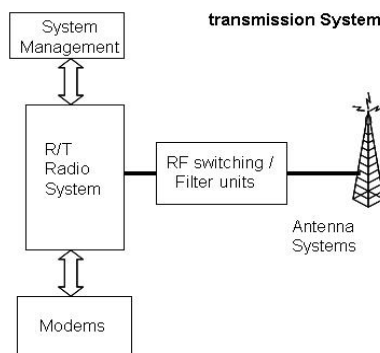 transmission System
System
Management
R/T
Radio
System
RF switching /
Filter units
Antenna
Systems
Modems